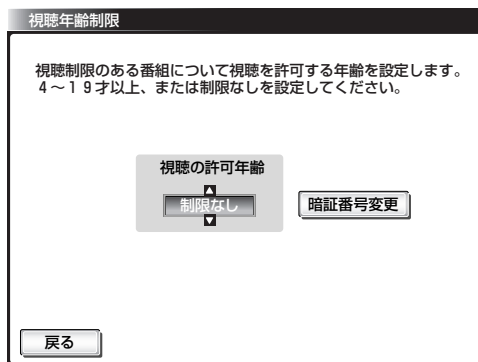 視聴年齢制限
視聴制限のある番組について視聴を許可する年齢を設定します。
４～１９才以上、または制限なしを設定してください。
視聴の許可年齢
制限なし
暗証番号変更
戻る